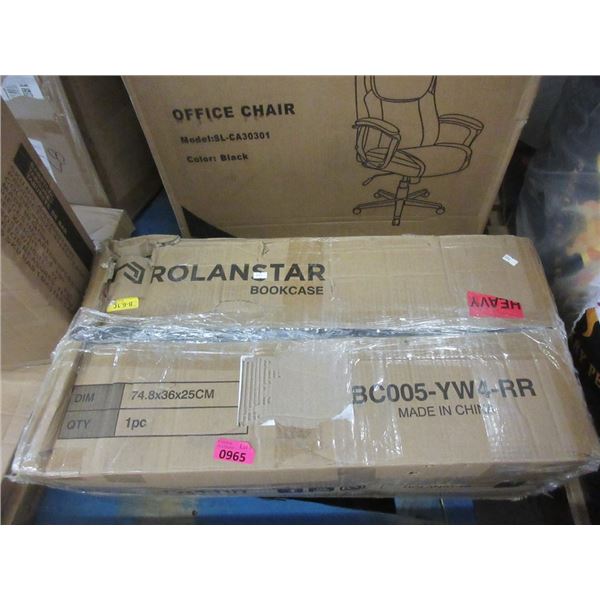 OFFICE CHAIR
Model:SL-CA30301
Color: Black
ROLANSTAR
BOOKCASE
HEAVY
DIM 74.8x36x25CM
QTY 1pc
BC005-YW4-RR
MADE IN CHINA
Lot
0965